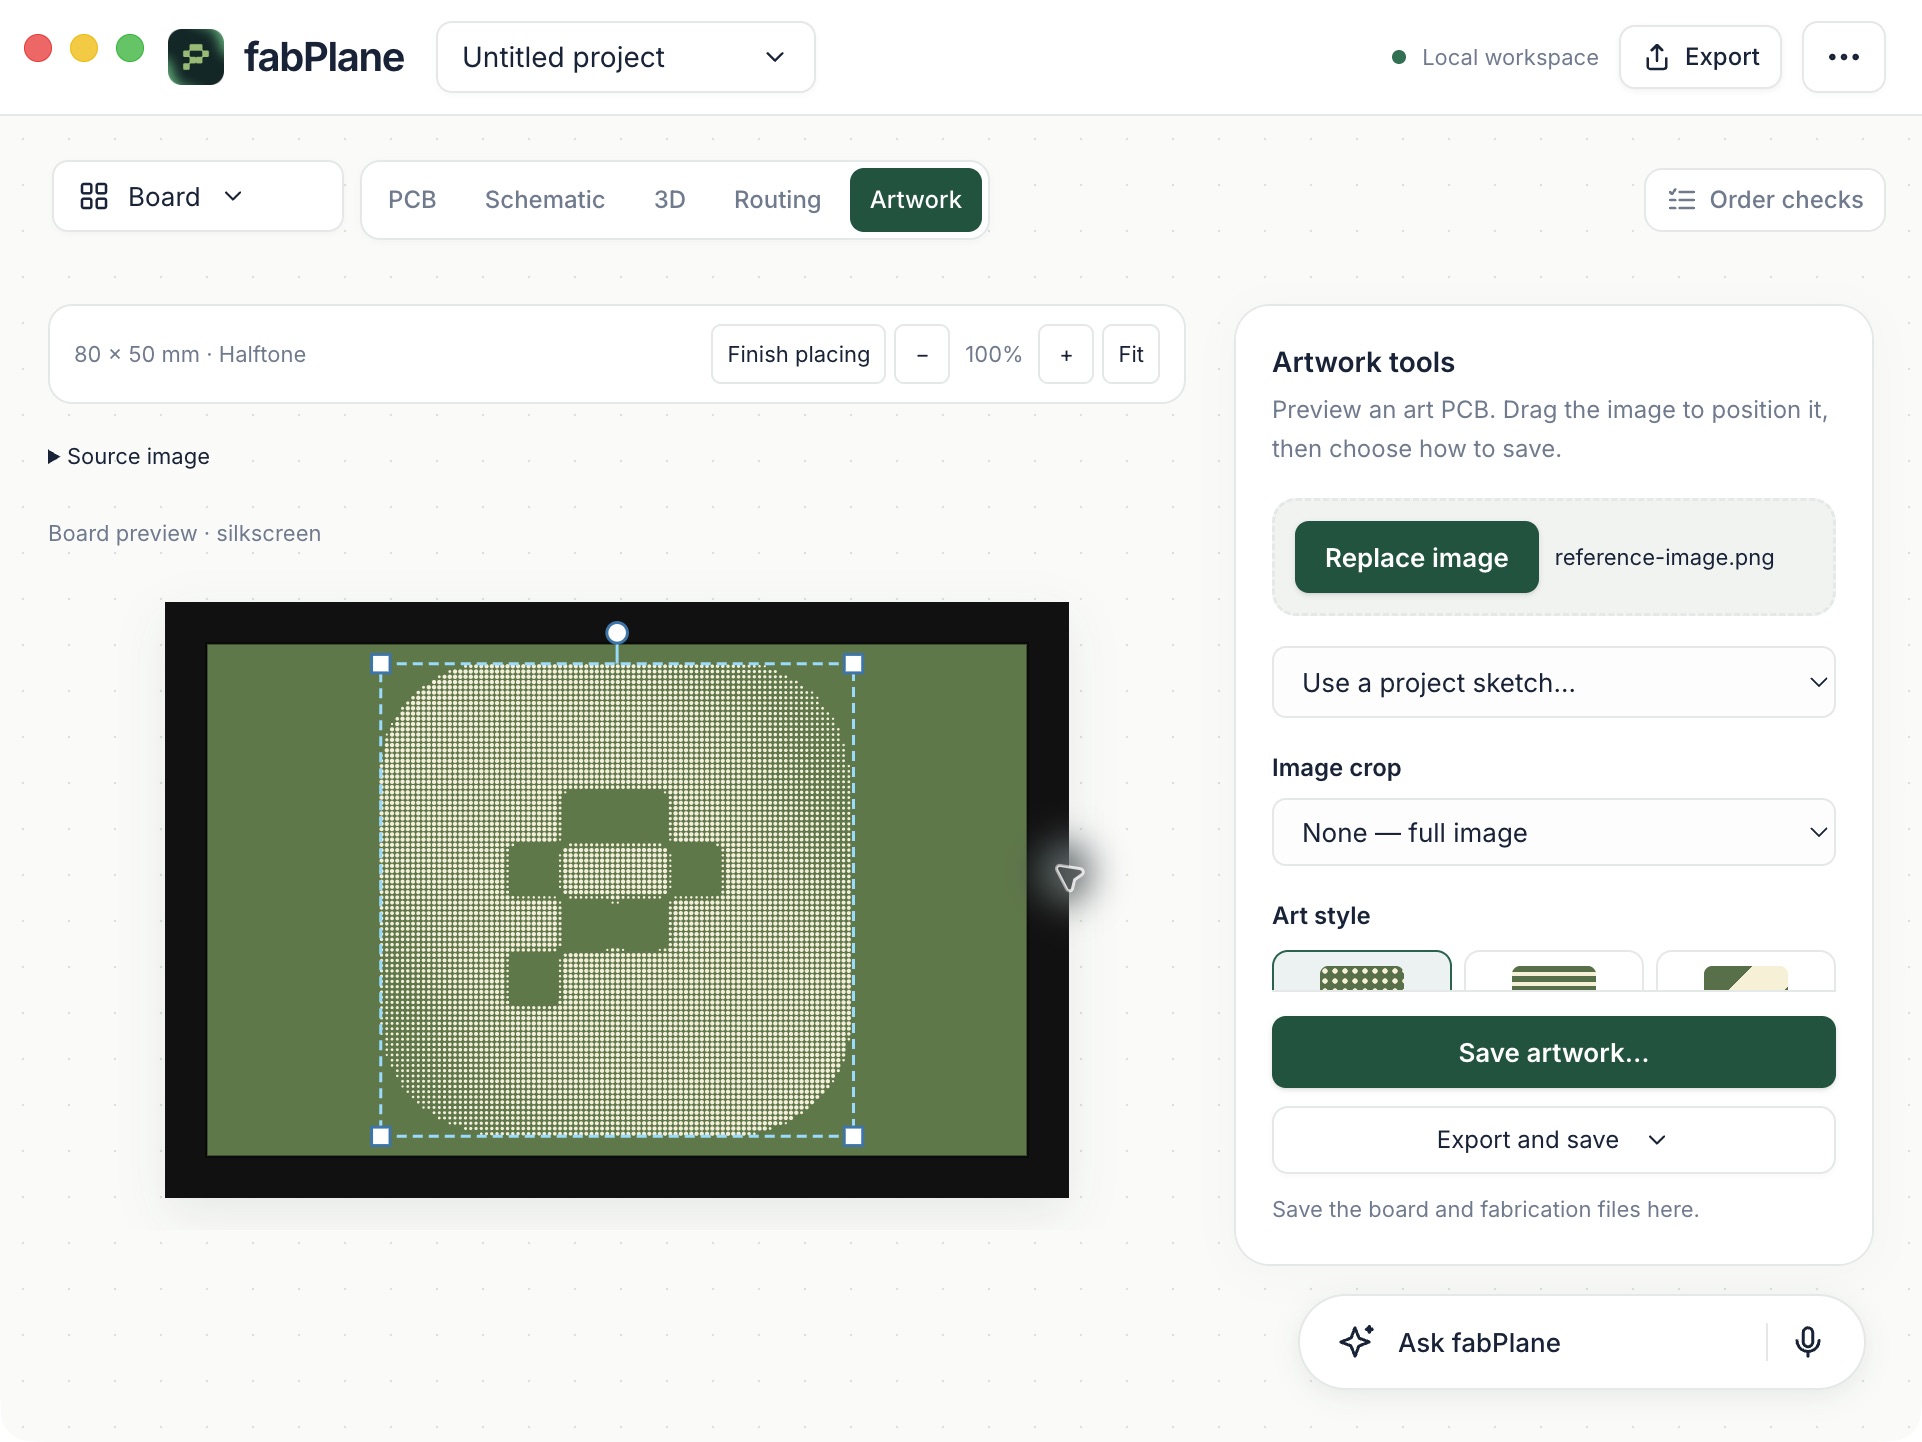 fabPlane
Untitled project
Local workspace
Export
Board
PCB
Schematic
3D
Routing
Artwork
Order checks
80 × 50 mm · Halftone
Finish placing
−
100%
+
Fit
Source image
Board preview · silkscreen
Artwork tools
Preview an art PCB. Drag the image to position it,
then choose how to save.
Replace image
reference-image.png
Use a project sketch...
Image crop
None — full image
Art style
Save artwork...
Export and save
Save the board and fabrication files here.
Ask fabPlane